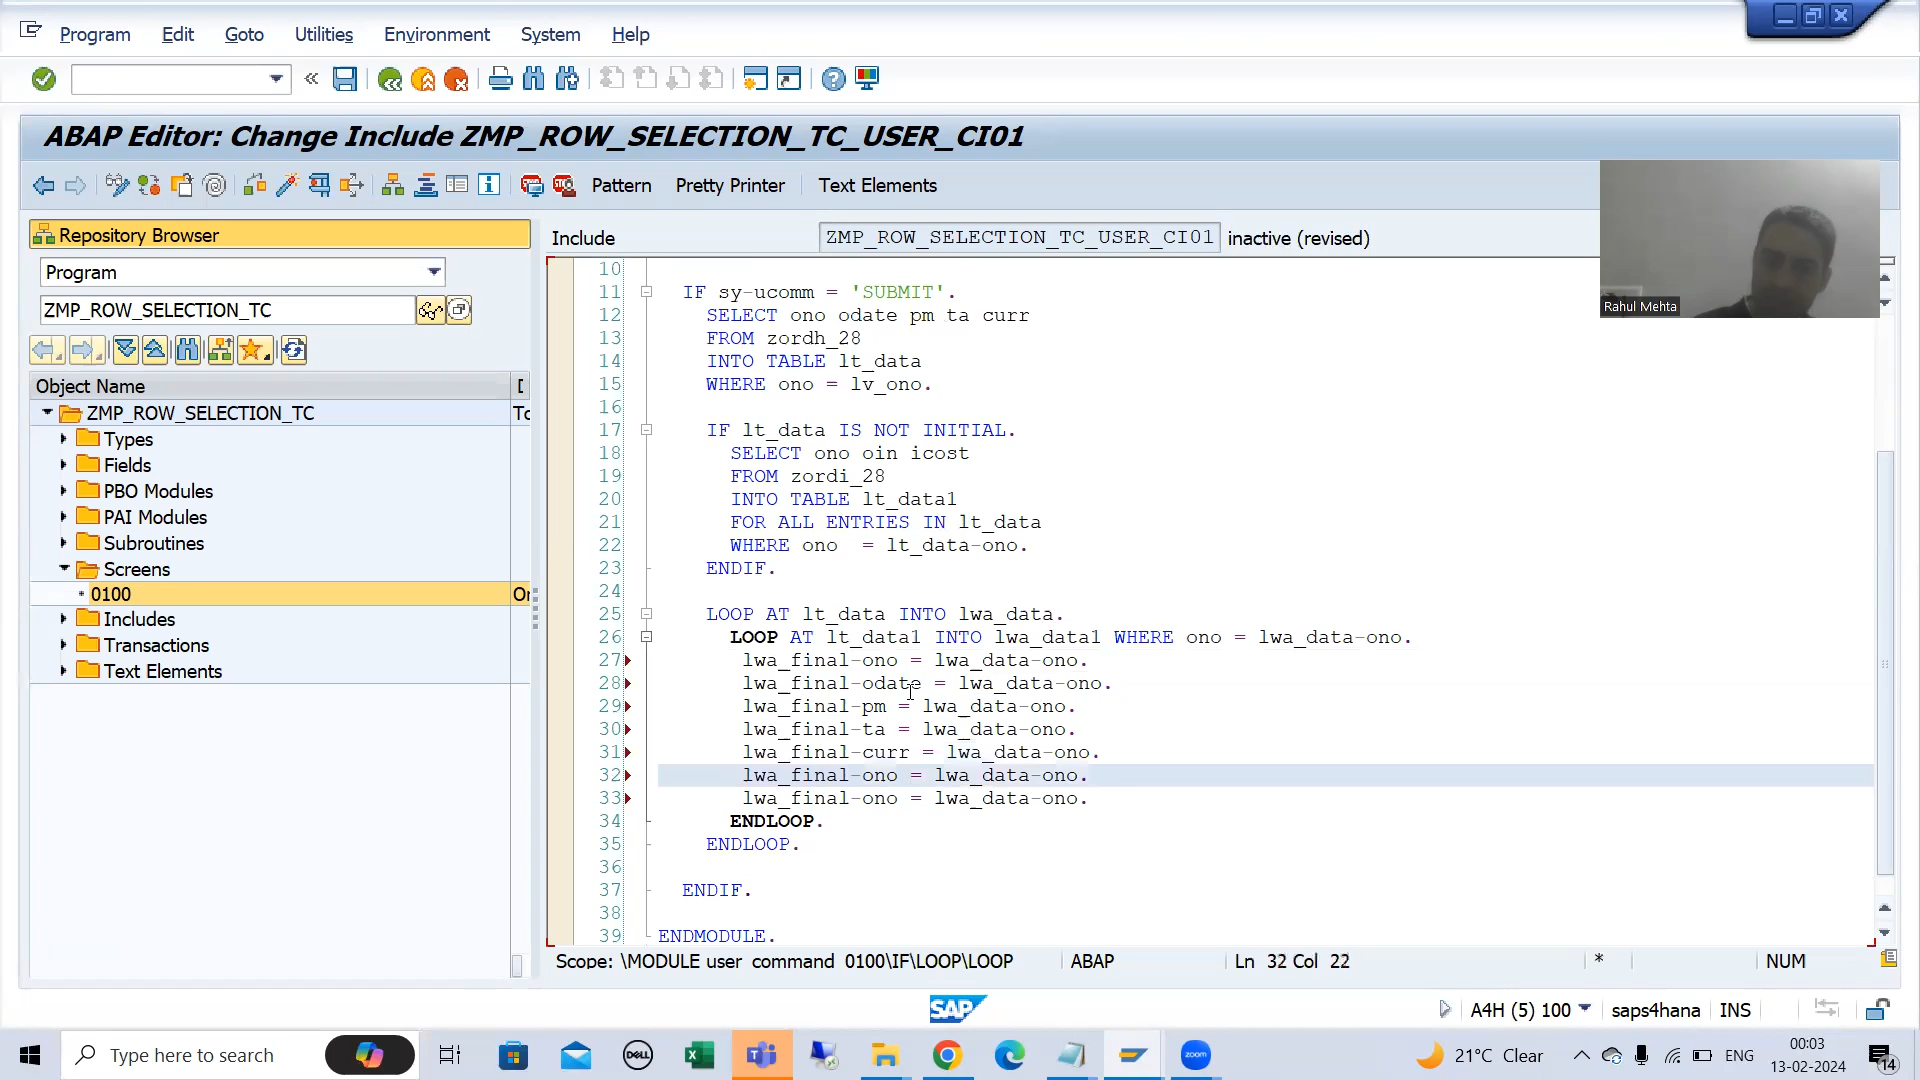 Program Edit Goto Utilities Environment System Help
ABAP Editor: Change Include ZMP_ROW_SELECTION_TC_USER_CI01
Pattern Pretty Printer Text Elements
Rahul Mehta
Repository Browser
Program
ZMP_ROW_SELECTION_TC
Object Name
ZMP_ROW_SELECTION_TC
Types
Fields
PBO Modules
PAI Modules
Subroutines
Screens
0100
Includes
Transactions
Text Elements
Include ZMP_ROW_SELECTION_TC_USER_CI01 inactive (revised)
10
11 IF sy-ucomm = 'SUBMIT'.
12 SELECT ono odate pm ta curr
13 FROM zordh_28
14 INTO TABLE lt_data
15 WHERE ono = lv_ono.
16
17 IF lt_data IS NOT INITIAL.
18 SELECT ono oin icost
19 FROM zordi_28
20 INTO TABLE lt_data1
21 FOR ALL ENTRIES IN lt_data
22 WHERE ono = lt_data-ono.
23 ENDIF.
24
25 LOOP AT lt_data INTO lwa_data.
26 LOOP AT lt_data1 INTO lwa_data1 WHERE ono = lwa_data-ono.
27 lwa_final-ono = lwa_data-ono.
28 lwa_final-odate = lwa_data-ono.
29 lwa_final-pm = lwa_data-ono.
30 lwa_final-ta = lwa_data-ono.
31 lwa_final-curr = lwa_data-ono.
32 lwa_final-ono = lwa_data-ono.
33 lwa_final-ono = lwa_data-ono.
34 ENDLOOP.
35 ENDLOOP.
36
37 ENDIF.
38
39 ENDMODULE.
Scope: \MODULE user command 0100\IF\LOOP\LOOP ABAP Ln 32 Col 22 * NUM
SAP A4H (5) 100 saps4hana INS
Type here to search
DELL
zoom
21°C Clear
ENG
00:03
13-02-2024
14